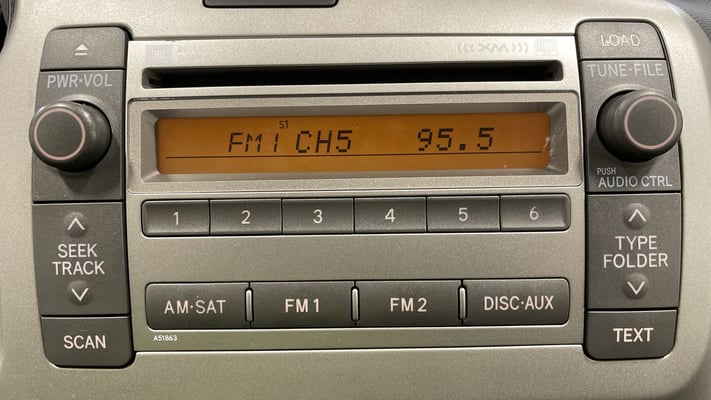 XM
LOAD
PWR·VOL
TUNE·FILE
ST
FM1 CH5 95.5
PUSH
AUDIO CTRL
1 2 3 4 5 6
SEEK
TRACK
TYPE
FOLDER
AM·SAT FM1 FM2 DISC·AUX
SCAN
A51863
TEXT